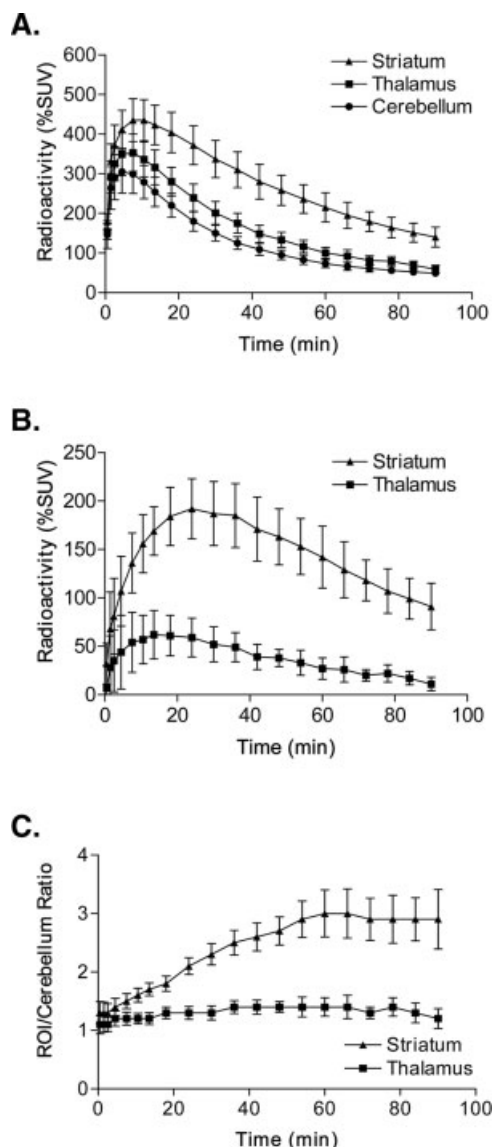 A.
600
500
400
300
200
100
0
Radioactivity (%SUV)
Striatum
Thalamus
Cerebellum
0 20 40 60 80 100
Time (min)
B.
250
200
150
100
50
0
Radioactivity (%SUV)
Striatum
Thalamus
0 20 40 60 80 100
Time (min)
C.
4
3
2
1
0
ROI/Cerebellum Ratio
Striatum
Thalamus
0 20 40 60 80 100
Time (min)